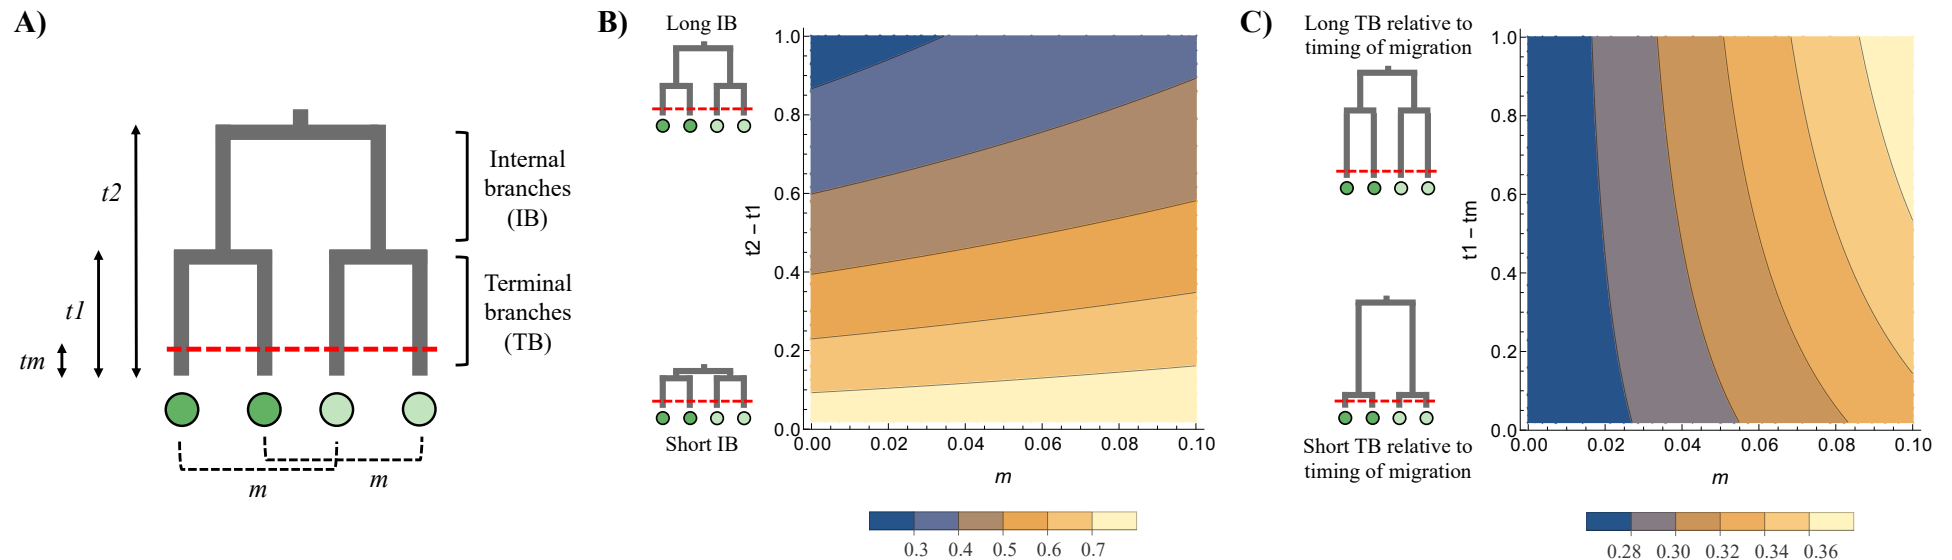 A)
t2
t1
tm
Internal
branches
(IB)
Terminal
branches
(TB)
m
m
B)
Long IB
Short IB
t2 − t1
1.0
0.8
0.6
0.4
0.2
0.0
0.00 0.02 0.04 0.06 0.08 0.10
m
0.3 0.4 0.5 0.6 0.7
C)
Long TB relative to
timing of migration
Short TB relative to
timing of migration
t1 − tm
1.0
0.8
0.6
0.4
0.2
0.0
0.00 0.02 0.04 0.06 0.08 0.10
m
0.28 0.30 0.32 0.34 0.36